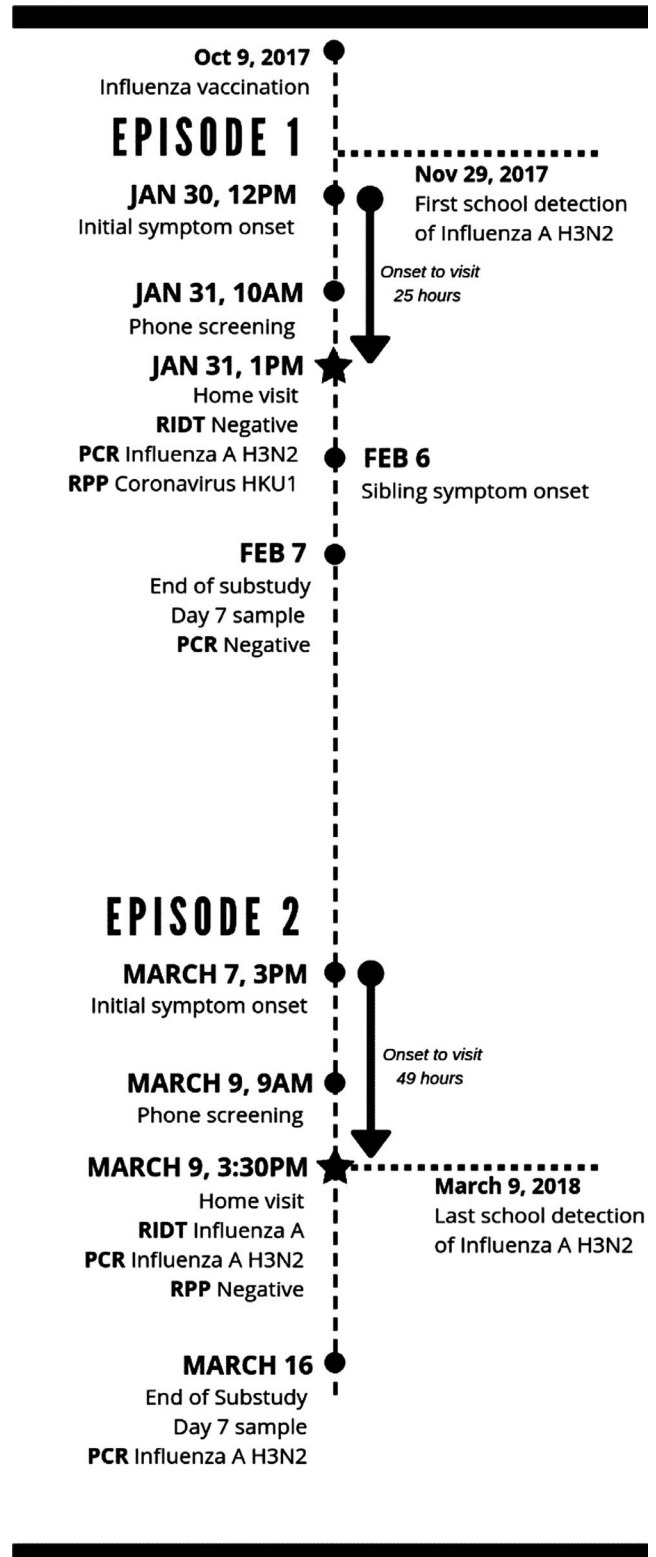 Oct 9, 2017
Influenza vaccination
EPISODE 1
Nov 29, 2017
First school detection
of Influenza A H3N2
JAN 30, 12PM
Initial symptom onset
Onset to visit
25 hours
JAN 31, 10AM
Phone screening
JAN 31, 1PM
Home visit
RIDT Negative
PCR Influenza A H3N2
RPP Coronavirus HKU1
FEB 6
Sibling symptom onset
FEB 7
End of substudy
Day 7 sample
PCR Negative
EPISODE 2
MARCH 7, 3PM
Initial symptom onset
Onset to visit
49 hours
MARCH 9, 9AM
Phone screening
MARCH 9, 3:30PM
Home visit
RIDT Influenza A
PCR Influenza A H3N2
RPP Negative
March 9, 2018
Last school detection
of Influenza A H3N2
MARCH 16
End of Substudy
Day 7 sample
PCR Influenza A H3N2